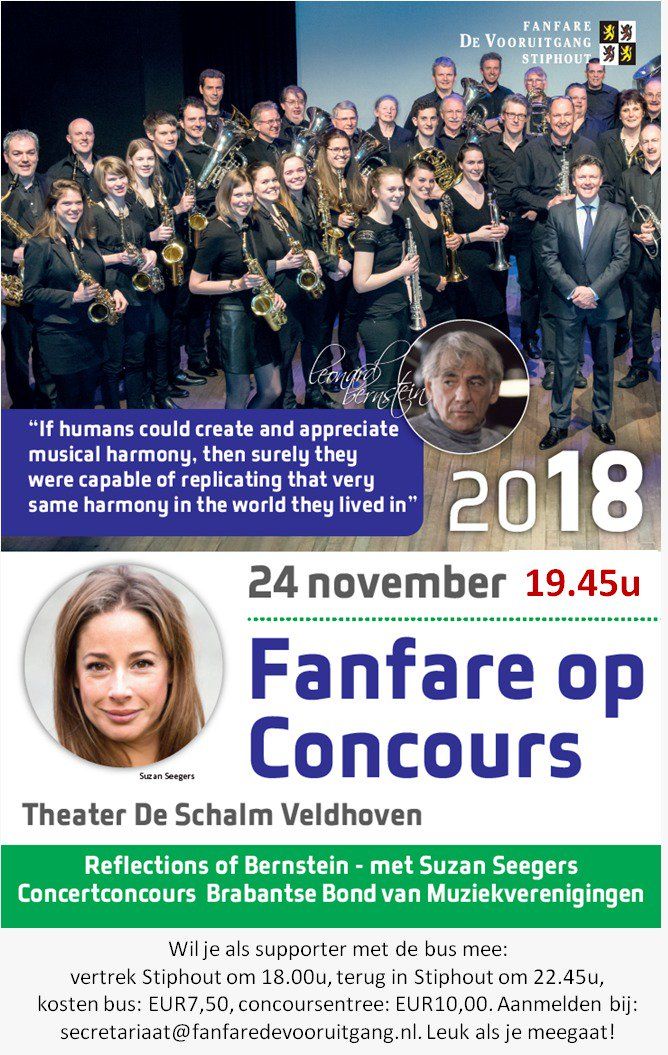 FANFARE
DE VOORUITGANG
STIPHOUT
leonard
bernstein
“If humans could create and appreciate
musical harmony, then surely they
were capable of replicating that very
same harmony in the world they lived in”
2018
24 november 19.45u
Fanfare op
Concours
Suzan Seegers
Theater De Schalm Veldhoven
Reflections of Bernstein - met Suzan Seegers
Concertconcours Brabantse Bond van Muziekverenigingen
Wil je als supporter met de bus mee:
vertrek Stiphout om 18.00u, terug in Stiphout om 22.45u,
kosten bus: EUR7,50, concoursentree: EUR10,00. Aanmelden bij:
secretariaat@fanfaredevooruitgang.nl. Leuk als je meegaat!